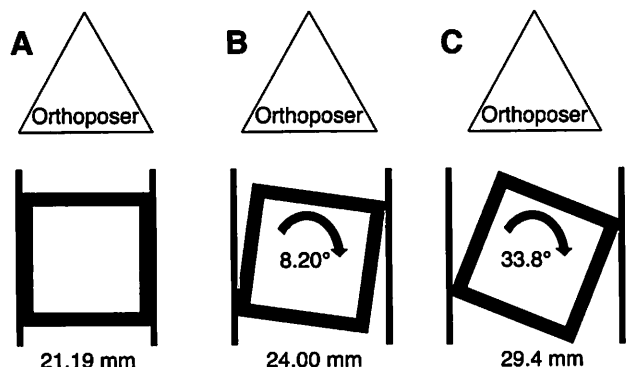 A
B
C
Orthoposer
Orthoposer
Orthoposer
8.20°
33.8°
21.19 mm
24.00 mm
29.4 mm